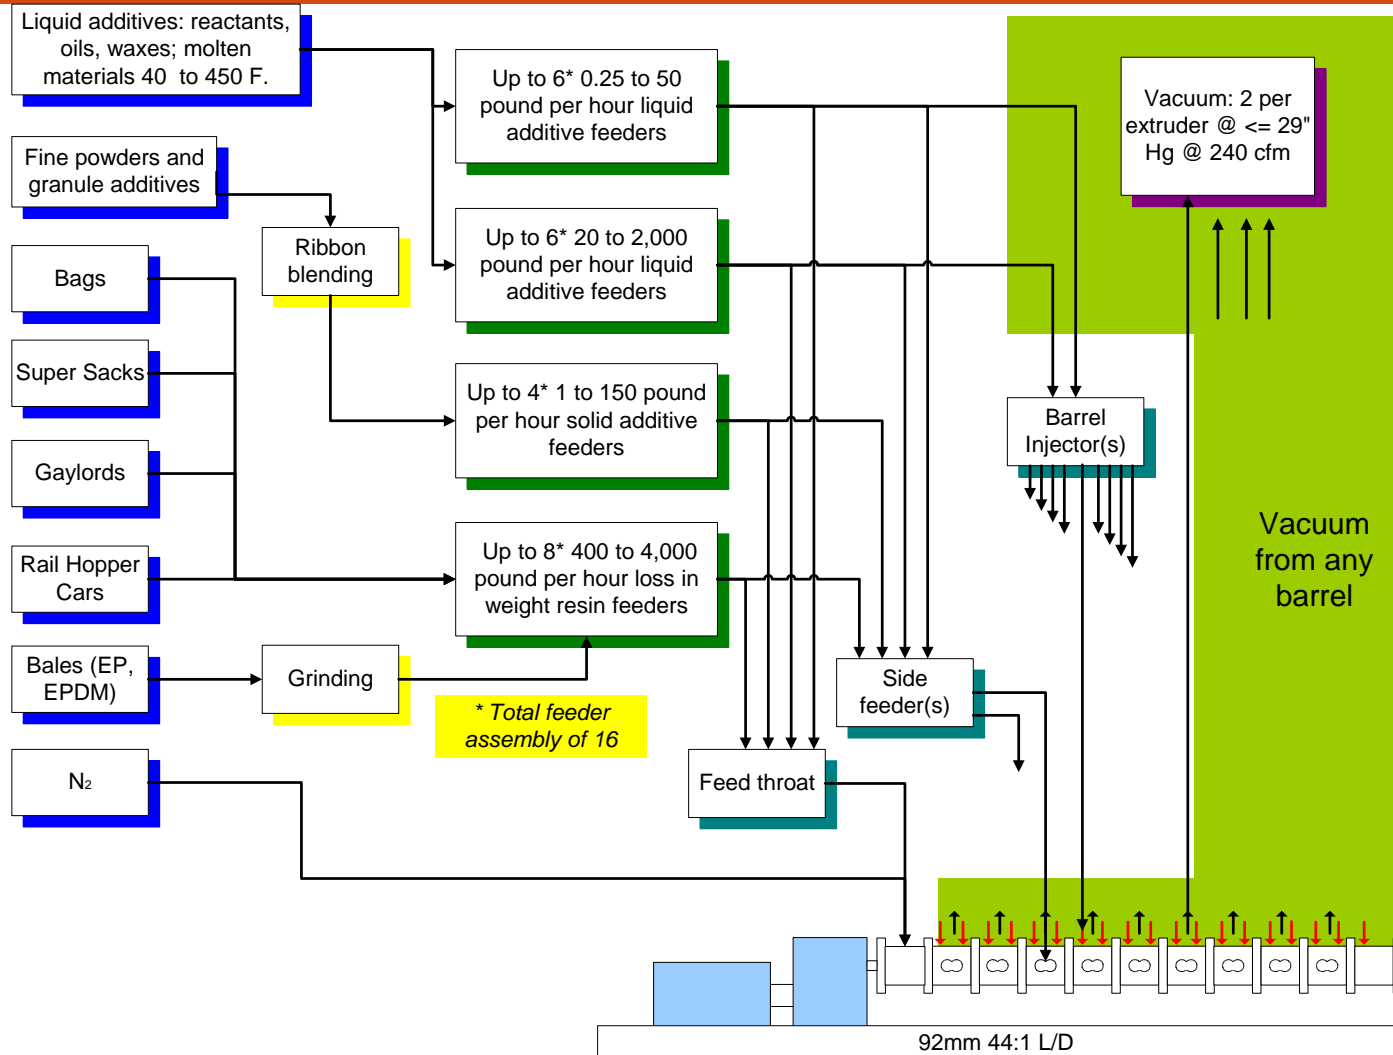 Liquid additives: reactants,
oils, waxes; molten
materials 40 to 450 F.
Fine powders and
granule additives
Bags
Super Sacks
Gaylords
Rail Hopper
Cars
Bales (EP,
EPDM)
N2
Ribbon
blending
Grinding
Up to 6* 0.25 to 50
pound per hour liquid
additive feeders
Up to 6* 20 to 2,000
pound per hour liquid
additive feeders
Up to 4* 1 to 150 pound
per hour solid additive
feeders
Up to 8* 400 to 4,000
pound per hour loss in
weight resin feeders
* Total feeder
assembly of 16
Feed throat
Side
feeder(s)
Barrel
Injector(s)
Vacuum: 2 per
extruder @ <= 29"
Hg @ 240 cfm
Vacuum
from any
barrel
92mm 44:1 L/D